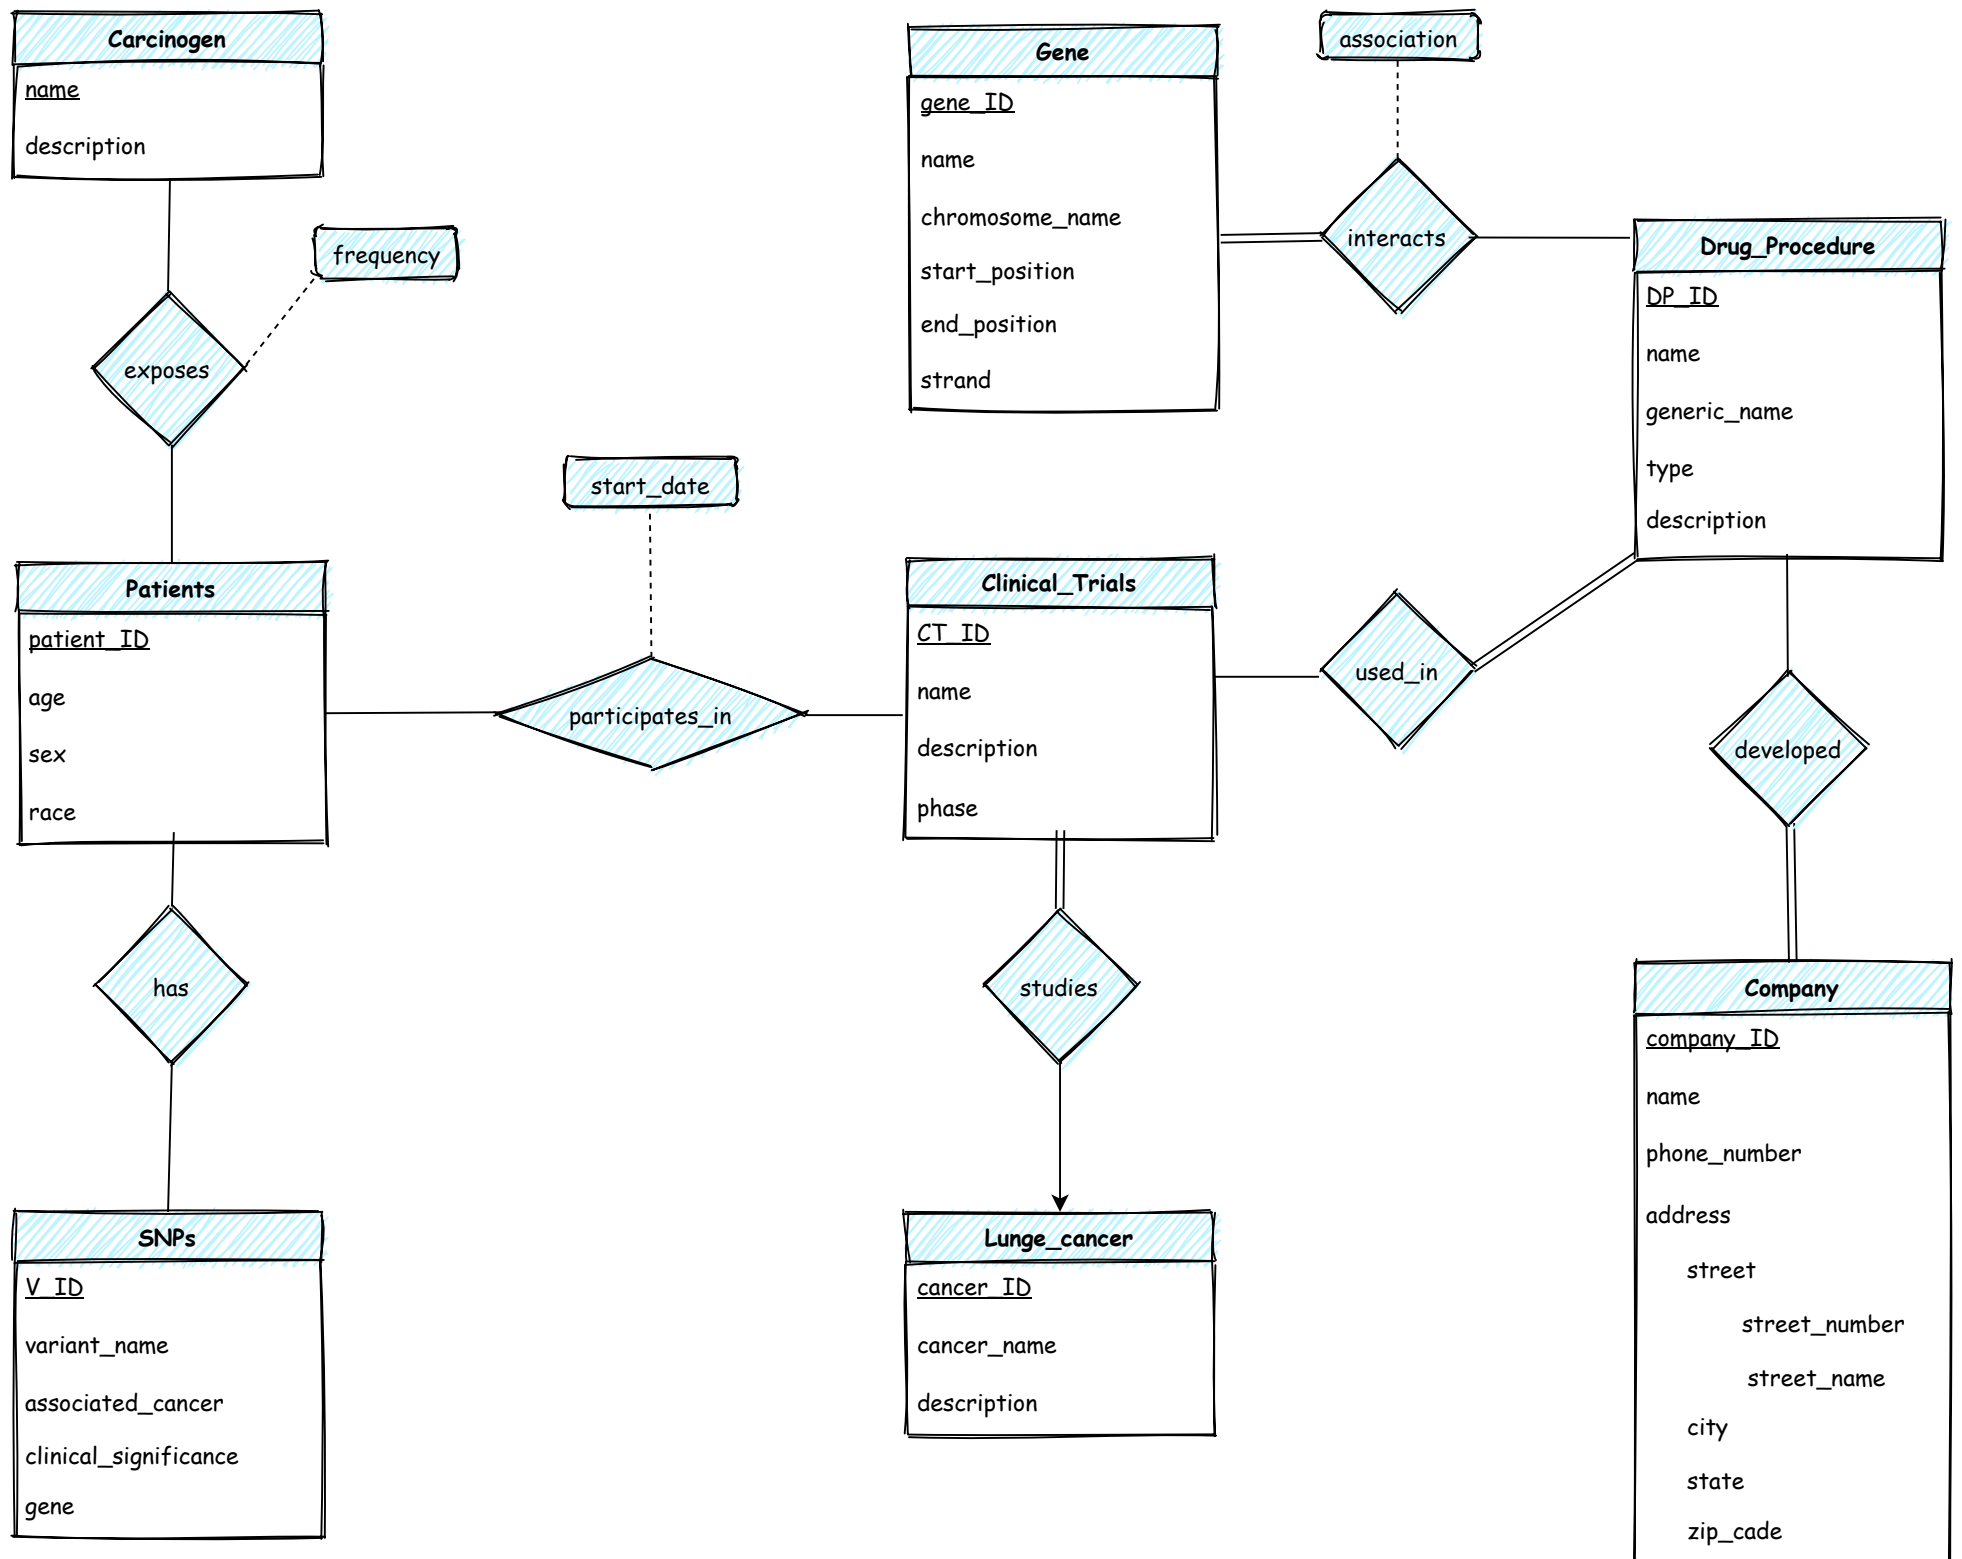 Carcinogen
name
description
frequency
exposes
Patients
patient_ID
age
sex
race
has
SNPs
V_ID
variant_name
associated_cancer
clinical_significance
gene
start_date
participates_in
Gene
gene_ID
name
chromosome_name
start_position
end_position
strand
association
interacts
Clinical_Trials
CT_ID
name
description
phase
used_in
studies
Lunge_cancer
cancer_ID
cancer_name
description
Drug_Procedure
DP_ID
name
generic_name
type
description
developed
Company
company_ID
name
phone_number
address
street
street_number
street_name
city
state
zip_cade